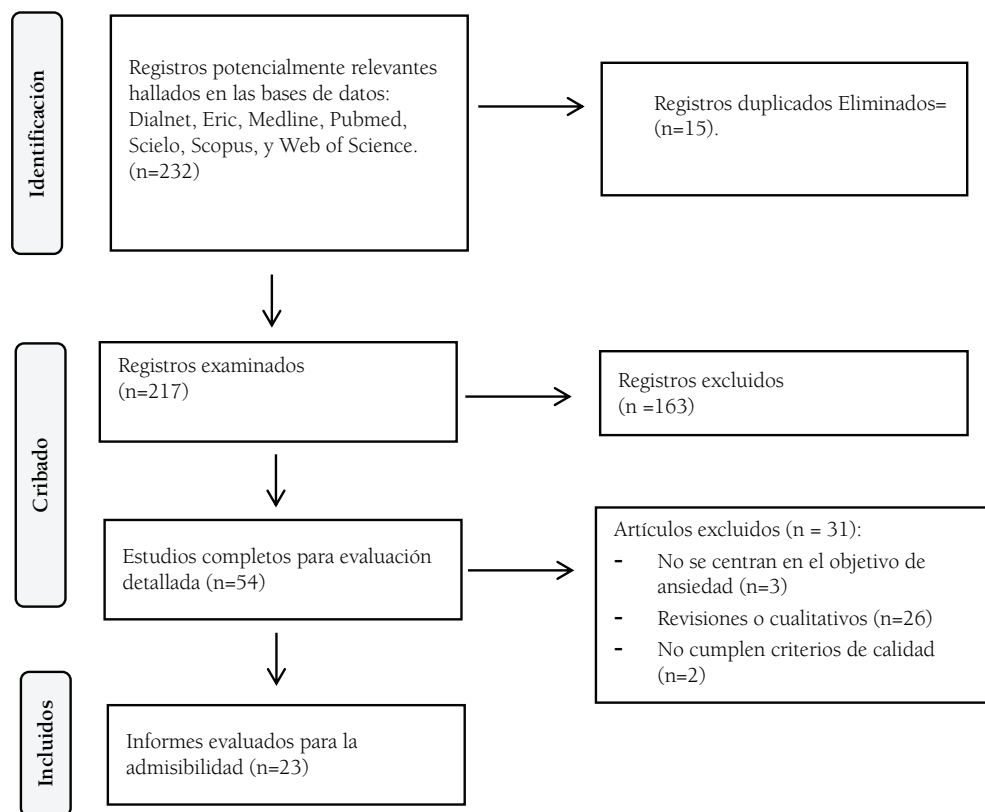 Identificación
Registros potencialmente relevantes
hallados en las bases de datos:
Dialnet, Eric, Medline, Pubmed,
Scielo, Scopus, y Web of Science.
(n=232)
Registros duplicados Eliminados=
(n=15).
Cribado
Registros examinados
(n=217)
Registros excluidos
(n =163)
Estudios completos para evaluación
detallada (n=54)
Artículos excluidos (n = 31):
- No se centran en el objetivo de
ansiedad (n=3)
- Revisiones o cualitativos (n=26)
- No cumplen criterios de calidad
(n=2)
Incluidos
Informes evaluados para la
admisibilidad (n=23)